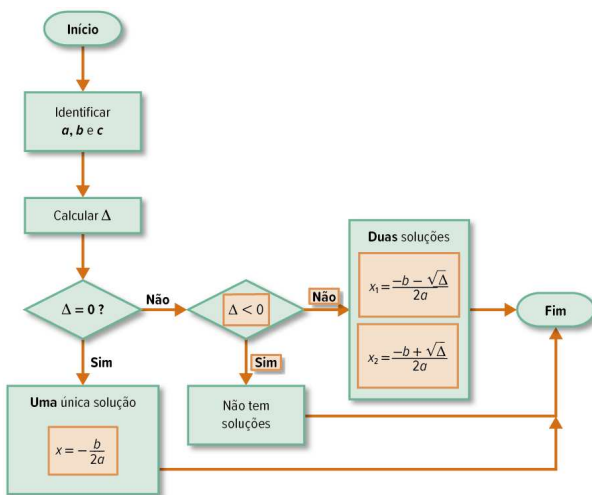 Início
Identificar
a, b e c
Calcular Δ
Δ = 0 ?
Não
Sim
Uma única solução
x = −b/2a
Δ < 0
Não
Sim
Não tem
soluções
Duas soluções
x₁ = (−b − √Δ)/2a
x₂ = (−b + √Δ)/2a
Fim